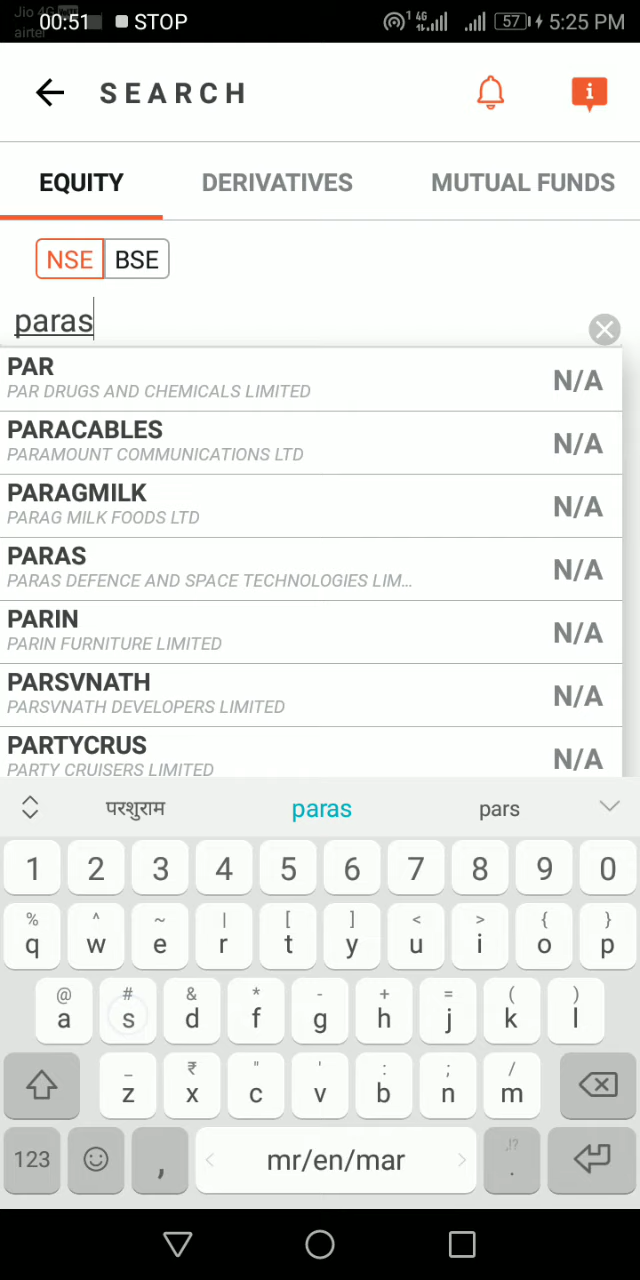 Jio 4G VoLTE
airtel
00:51 STOP 1 4G 57 5:25 PM
SEARCH
EQUITY DERIVATIVES MUTUAL FUNDS
NSE BSE
paras
PAR
PAR DRUGS AND CHEMICALS LIMITED
N/A
PARACABLES
PARAMOUNT COMMUNICATIONS LTD
N/A
PARAGMILK
PARAG MILK FOODS LTD
N/A
PARAS
PARAS DEFENCE AND SPACE TECHNOLOGIES LIM...
N/A
PARIN
PARIN FURNITURE LIMITED
N/A
PARSVNATH
PARSVNATH DEVELOPERS LIMITED
N/A
PARTYCRUS
PARTY CRUISERS LIMITED
N/A
परशुराम paras pars
1 2 3 4 5 6 7 8 9 0
% ^ ~ | [ ] < > { }
q w e r t y u i o p
@ # & * - + = ( )
a s d f g h j k l
_ ₹ " ' : ; /
z x c v b n m
123 , mr/en/mar ,!? .